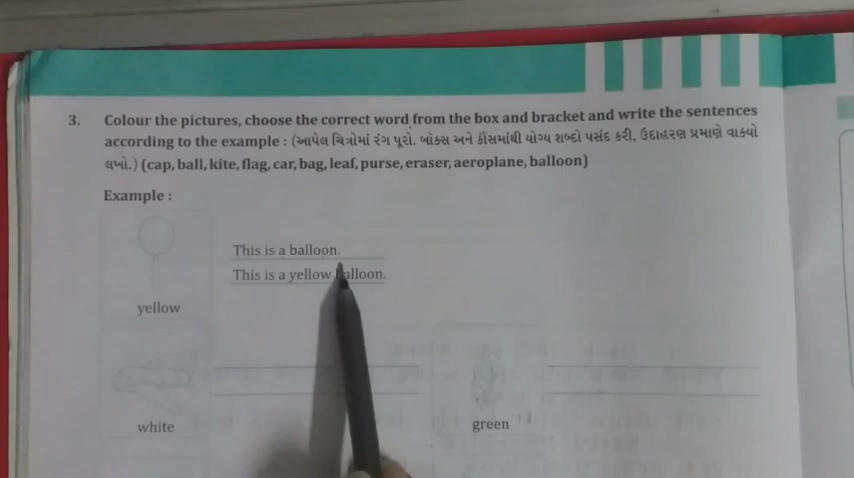 3. Colour the pictures, choose the correct word from the box and bracket and write the sentences
according to the example : (આપેલ ચિત્રોમાં રંગ પૂરો. બૉક્સ અને કૌંસમાંથી યોગ્ય શબ્દો પસંદ કરી, ઉદાહરણ પ્રમાણે વાક્યો
લખો.) (cap, ball, kite, flag, car, bag, leaf, purse, eraser, aeroplane, balloon)
Example :
This is a balloon.
This is a yellow balloon.
yellow
white green